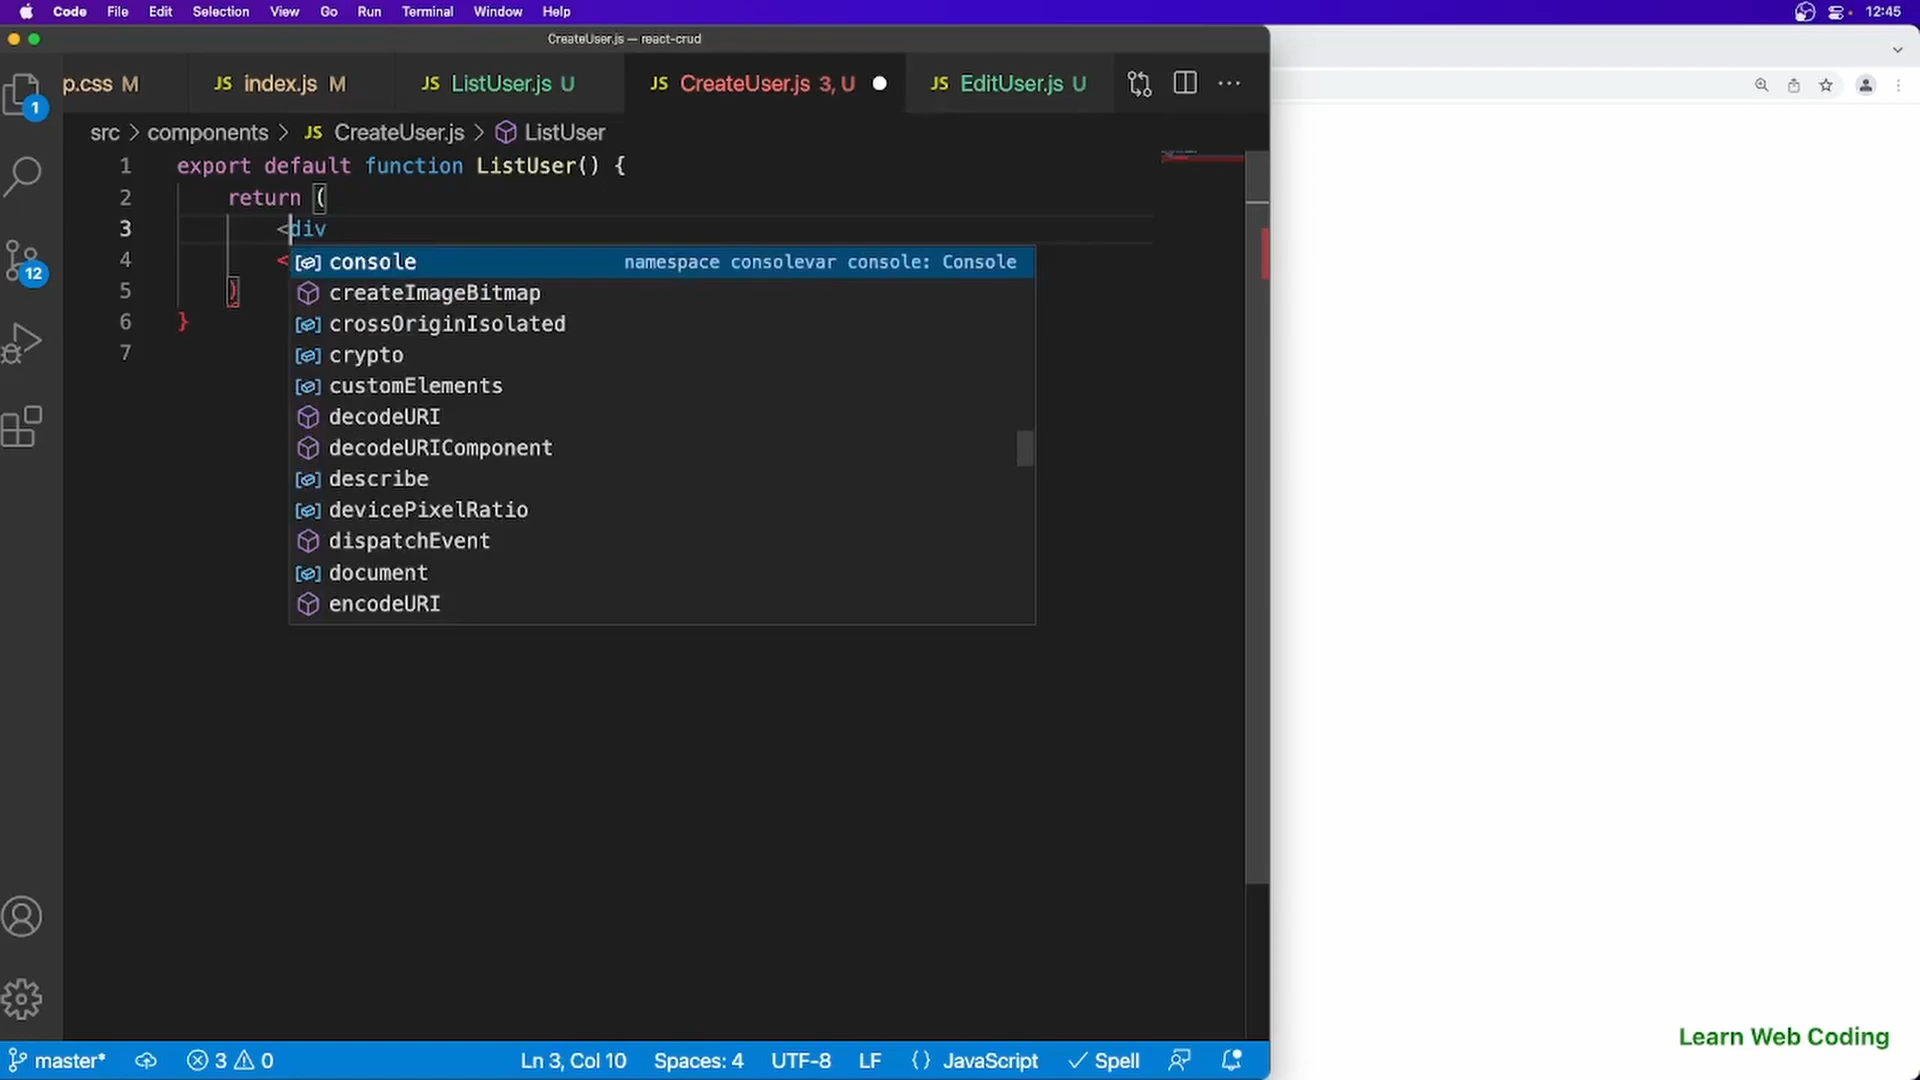 Code File Edit Selection View Go Run Terminal Window Help 12:45
CreateUser.js — react-crud
p.css M JS index.js M JS ListUser.js U JS CreateUser.js 3, U JS EditUser.js U
1
src > components > JS CreateUser.js > ListUser
1 export default function ListUser() {
2 return (
3 <div
4 <
5 )
6 }
7
console namespace consolevar console: Console
createImageBitmap
crossOriginIsolated
crypto
customElements
decodeURI
decodeURIComponent
describe
devicePixelRatio
dispatchEvent
document
encodeURI
12
Learn Web Coding
master* 3 0 Ln 3, Col 10 Spaces: 4 UTF-8 LF {} JavaScript Spell